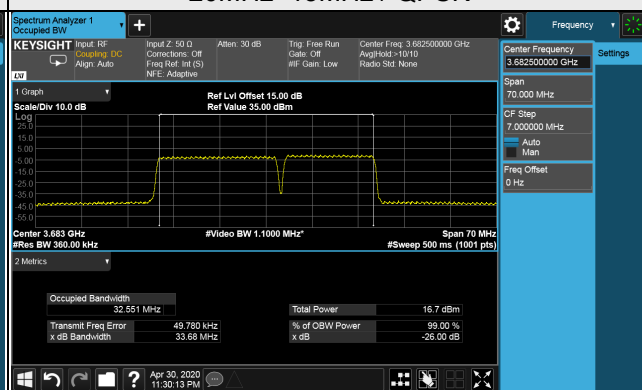 Spectrum Analyzer 1
Occupied BW
Frequency
KEYSIGHT
Input: RF
Coupling: DC
Align: Auto
Input Z: 50 Ω
Corrections: Off
Freq Ref: Int (S)
NFE: Adaptive
Atten: 30 dB
Trig: Free Run
Gate: Off
#IF Gain: Low
Center Freq: 3.682500000 GHz
Avg|Hold:>10/10
Radio Std: None
LXI
Center Frequency
3.682500000 GHz
Settings
Span
70.000 MHz
CF Step
7.000000 MHz
Auto
Man
Freq Offset
0 Hz
1 Graph
Scale/Div 10.0 dB
Ref Lvl Offset 15.00 dB
Ref Value 35.00 dBm
Log
25.0
15.0
5.00
-5.00
-15.0
-25.0
-35.0
-45.0
-55.0
Center 3.683 GHz
#Video BW 1.1000 MHz*
Span 70 MHz
#Res BW 360.00 kHz
#Sweep 500 ms (1001 pts)
2 Metrics
Occupied Bandwidth
32.551 MHz
Total Power
16.7 dBm
Transmit Freq Error
49.780 kHz
% of OBW Power
99.00 %
x dB Bandwidth
33.68 MHz
x dB
-26.00 dB
Apr 30, 2020
11:30:13 PM